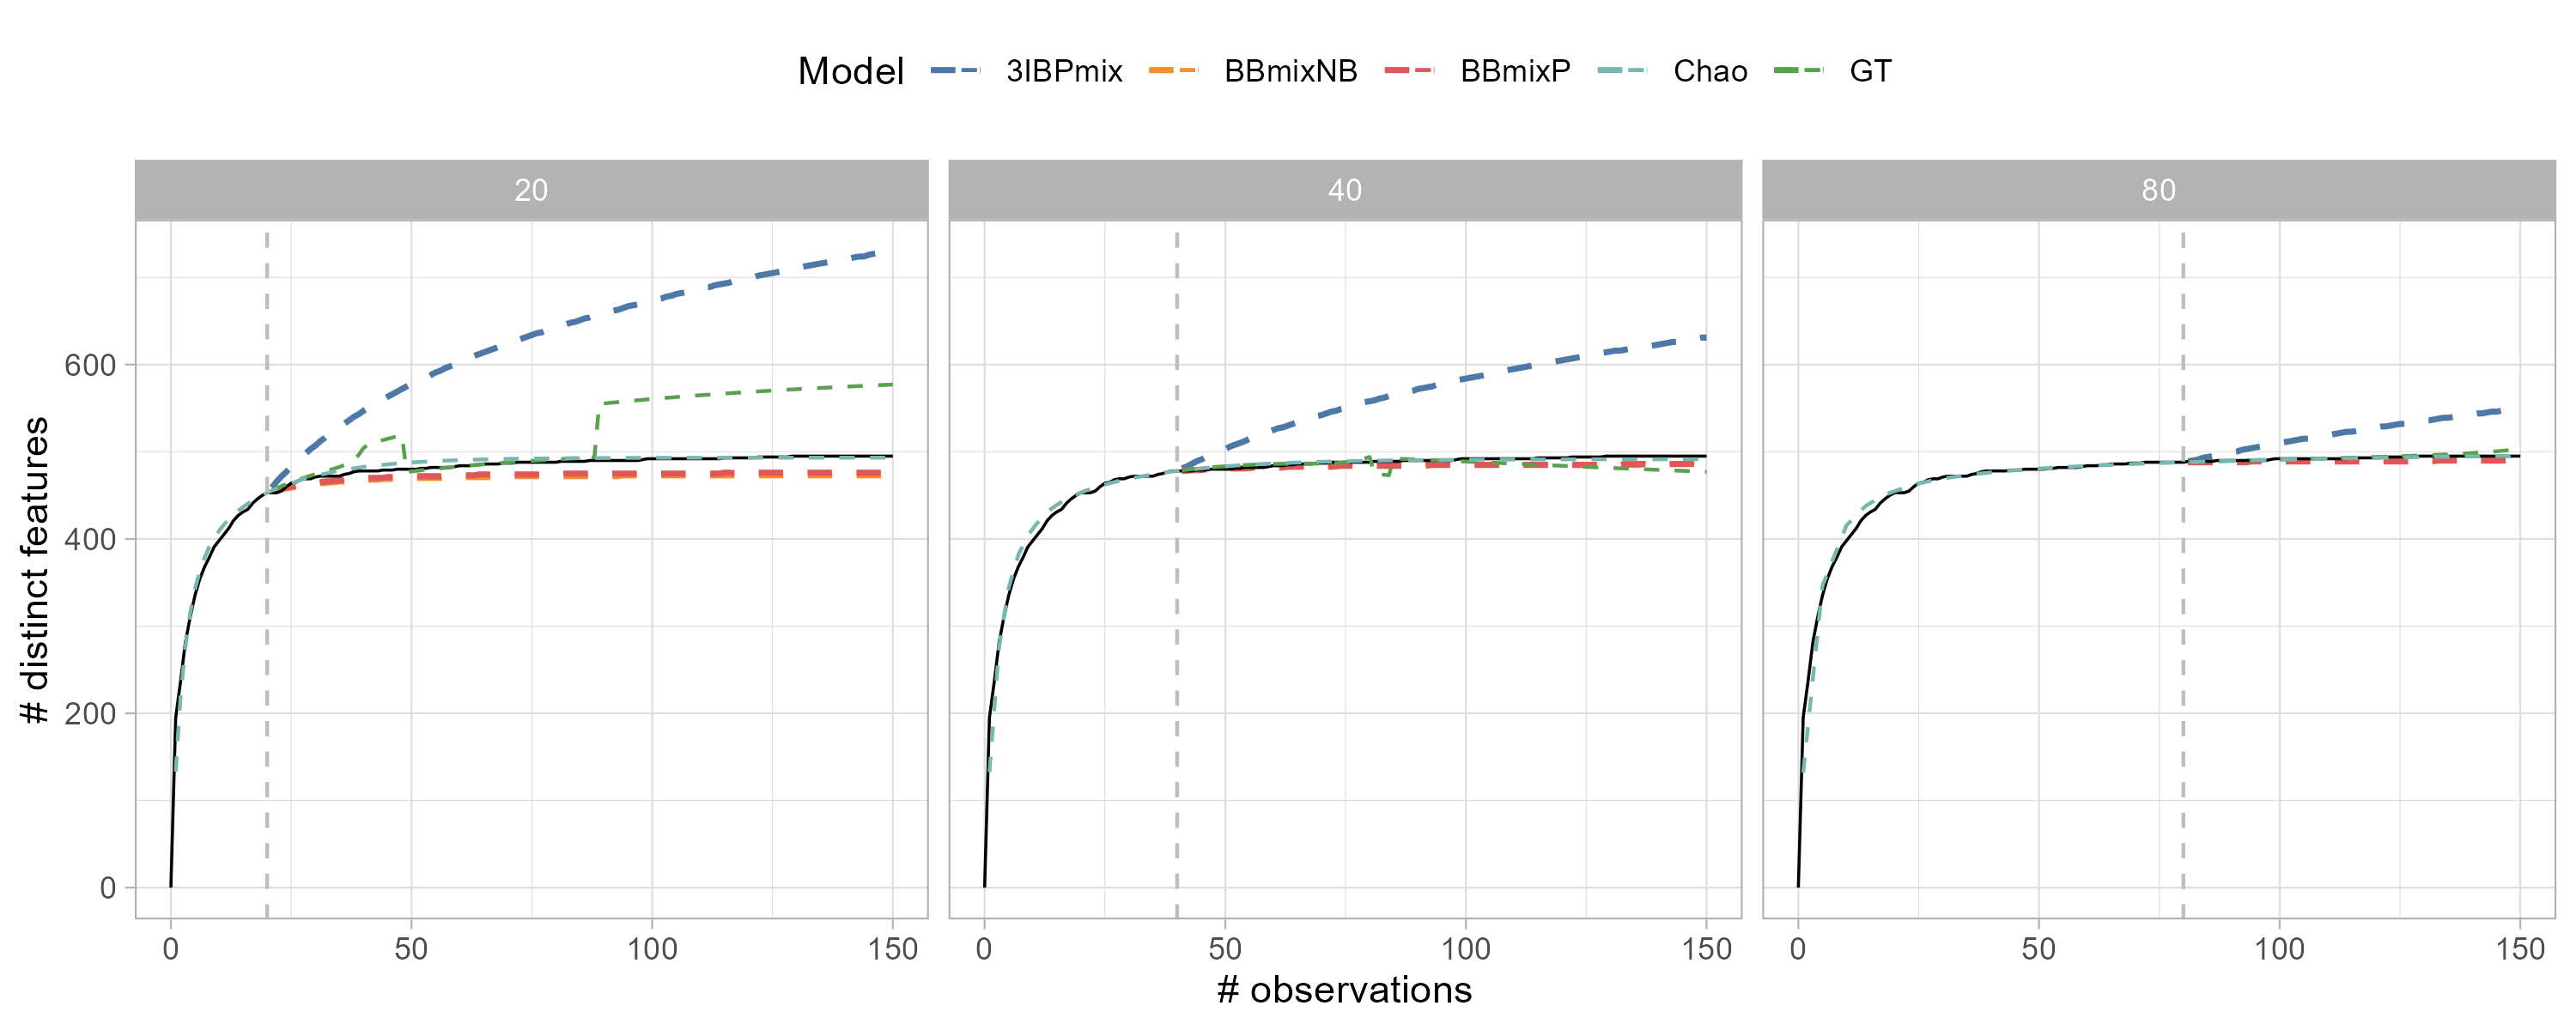 Model 3IBPmix BBmixNB BBmixP Chao GT
20 40 80
# distinct features
600
400
200
0
0 50 100 150 0 50 100 150 0 50 100 150
# observations